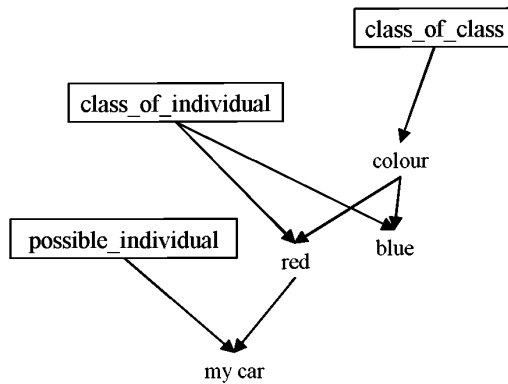 class_of_class
class_of_individual
colour
possible_individual
red
blue
my car